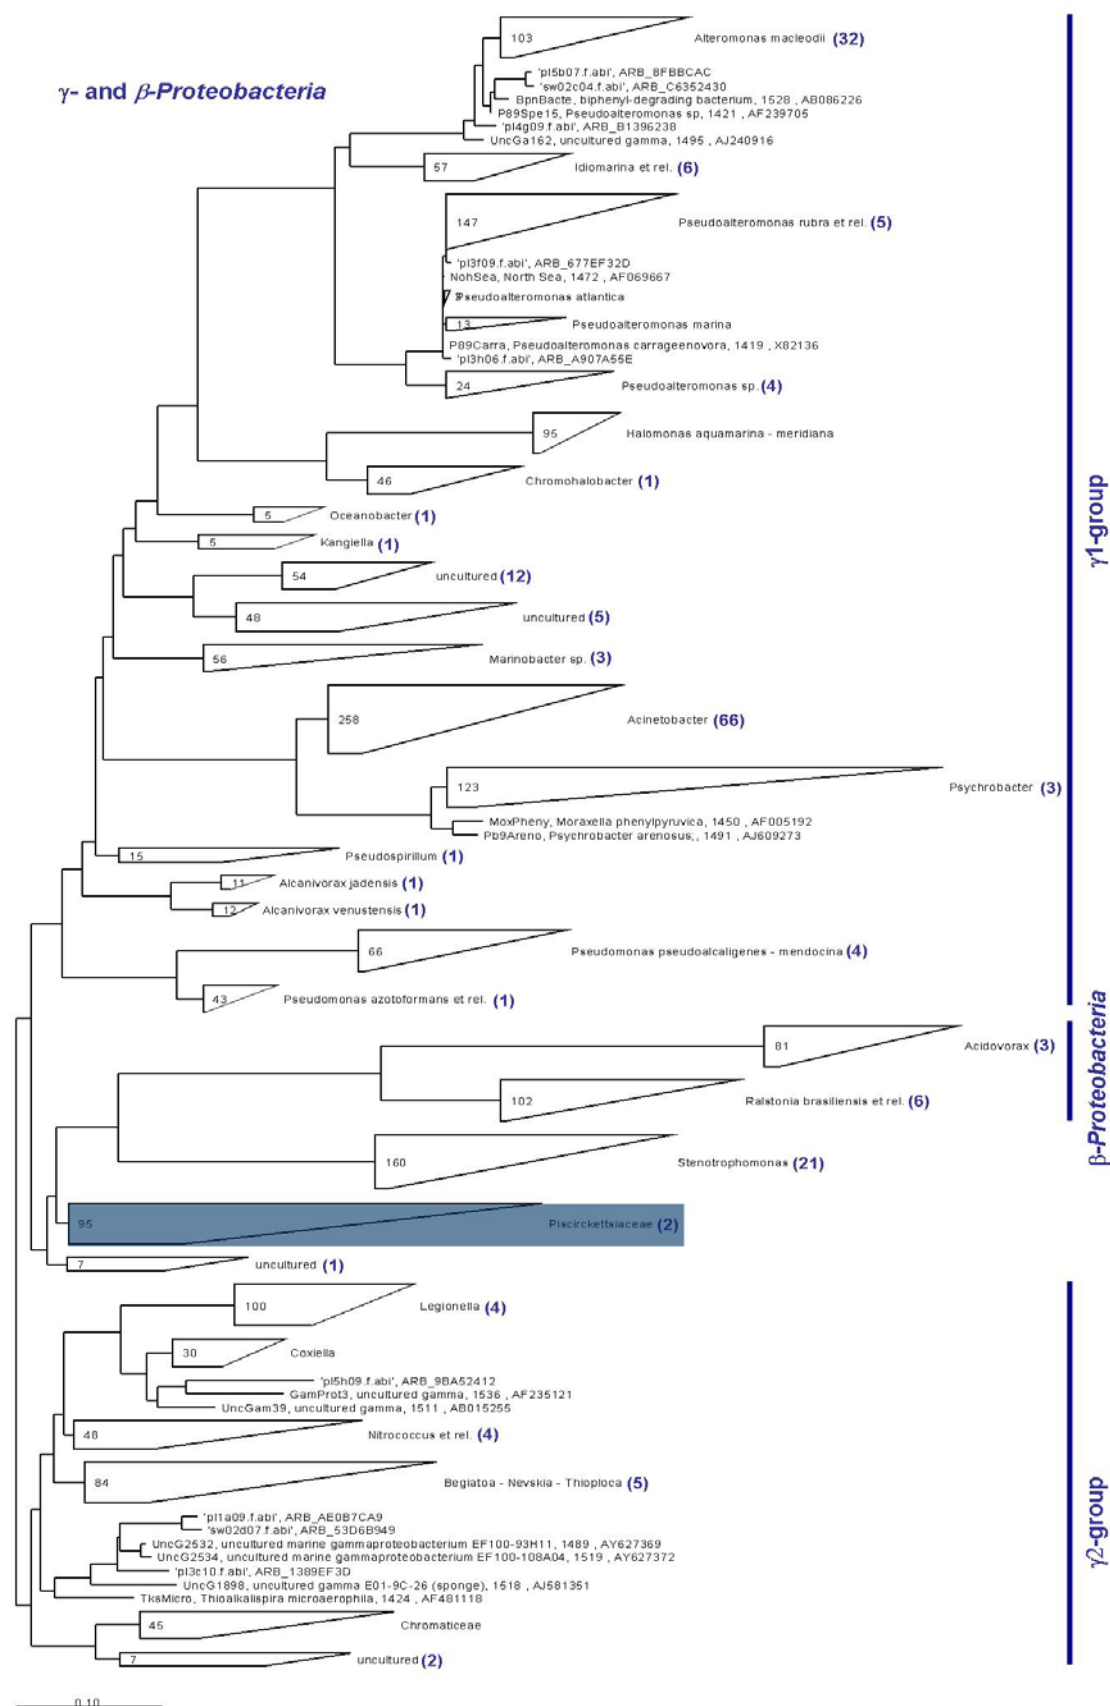 γ- and β-Proteobacteria
103 Alteromonas macleodii (32)
'pl5b07.f.abi', ARB_8FBBCAC
'sw02c04.f.abi', ARB_C6352430
BpnBacte, biphenyl-degrading bacterium, 1528 , AB086226
P89Spe15, Pseudoalteromonas sp, 1421 , AF239705
'pl4g09.f.abi', ARB_B1396238
UncGa162, uncultured gamma, 1495 , AJ240916
57 Idiomarina et rel. (6)
147 Pseudoalteromonas rubra et rel. (5)
'pl3f09.f.abi', ARB_677EF32D
NohSea, North Sea, 1472 , AF069667
Pseudoalteromonas atlantica
13 Pseudoalteromonas marina
P89Carra, Pseudoalteromonas carrageenovora, 1419 , X82136
'pl3h06.f.abi', ARB_A907A55E
24 Pseudoalteromonas sp. (4)
95 Halomonas aquamarina - meridiana
46 Chromohalobacter (1)
5 Oceanobacter (1)
5 Kangiella (1)
54 uncultured (12)
48 uncultured (5)
56 Marinobacter sp. (3)
258 Acinetobacter (66)
123 Psychrobacter (3)
MoxPheny, Moraxella phenylpyruvica, 1450 , AF005192
Pb9Areno, Psychrobacter arenosus;, 1491 , AJ609273
15 Pseudospirillum (1)
11 Alcanivorax jadensis (1)
12 Alcanivorax venustensis (1)
66 Pseudomonas pseudoalcaligenes - mendocina (4)
43 Pseudomonas azotoformans et rel. (1)
γ1-group
81 Acidovorax (3)
102 Ralstonia brasiliensis et rel. (6)
160 Stenotrophomonas (21)
β-Proteobacteria
95 Piscirckettsiaceae (2)
7 uncultured (1)
100 Legionella (4)
30 Coxiella
'pl5h09.f.abi', ARB_9BA52412
GamProt3, uncultured gamma, 1536 , AF235121
UncGam39, uncultured gamma, 1511 , AB015255
48 Nitrococcus et rel. (4)
84 Begiatoa - Nevskia - Thioploca (5)
'pl1a09.f.abi', ARB_AE0B7CA9
'sw02d07.f.abi', ARB_53D6B949
UncG2532, uncultured marine gammaproteobacterium EF100-93H11, 1489 , AY627369
UncG2534, uncultured marine gammaproteobacterium EF100-108A04, 1519 , AY627372
'pl3c10.f.abi', ARB_1389EF3D
UncG1898, uncultured gamma E01-9C-26 (sponge), 1518 , AJ581351
TksMicro, Thioalkalispira microaerophila, 1424 , AF481118
45 Chromaticeae
7 uncultured (2)
γ2-group
0.10